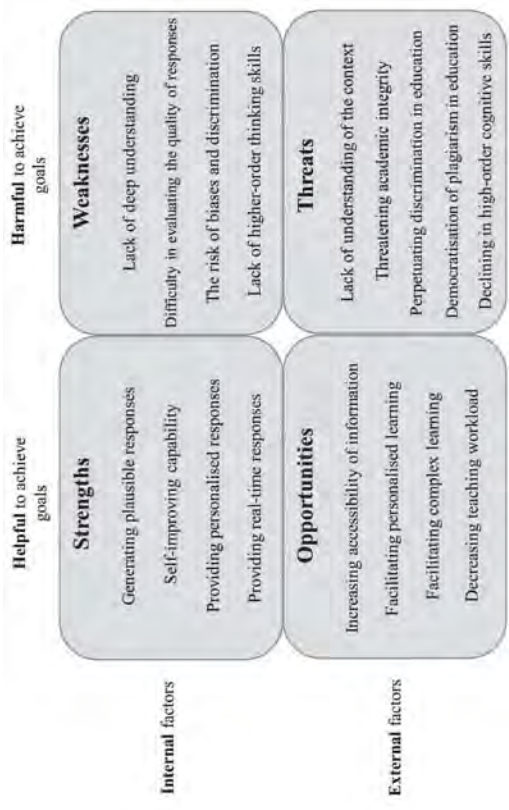 Helpful to achieve
goals
Harmful to achieve
goals
Internal factors
Strengths
Generating plausible responses
Self-improving capability
Providing personalised responses
Providing real-time responses
Weaknesses
Lack of deep understanding
Difficulty in evaluating the quality of responses
The risk of biases and discrimination
Lack of higher-order thinking skills
External factors
Opportunities
Increasing accessibility of information
Facilitating personalised learning
Facilitating complex learning
Decreasing teaching workload
Threats
Lack of understanding of the context
Threatening academic integrity
Perpetuating discrimination in education
Democratisation of plagiarism in education
Declining in high-order cognitive skills